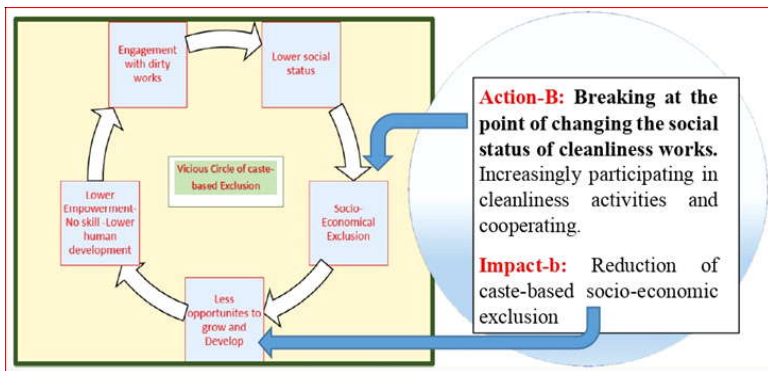 Engagement
with dirty
works
Lower social
status
Vicious Circle of caste-
based Exclusion
Socio-
Economical
Exclusion
Less
opportunites to
grow and
Develop
Lower
Empowerment-
No skill -Lower
human
development
Action-B: Breaking at the
point of changing the social
status of cleanliness works.
Increasingly participating in
cleanliness activities and
cooperating.
Impact-b: Reduction of
caste-based socio-economic
exclusion